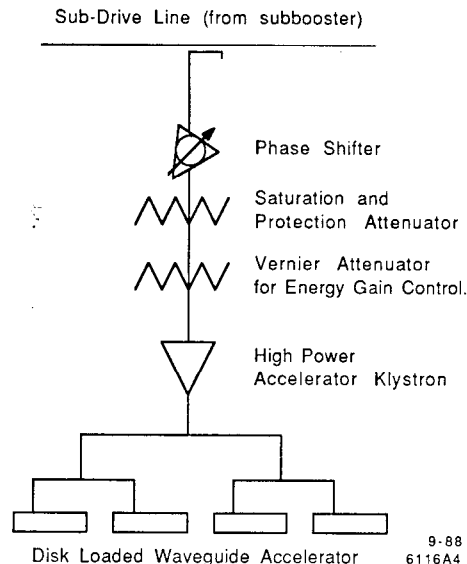 Sub-Drive Line (from subbooster)
Phase Shifter
Saturation and
Protection Attenuator
Vernier Attenuator
for Energy Gain Control.
High Power
Accelerator Klystron
Disk Loaded Waveguide Accelerator
9-88
6116A4